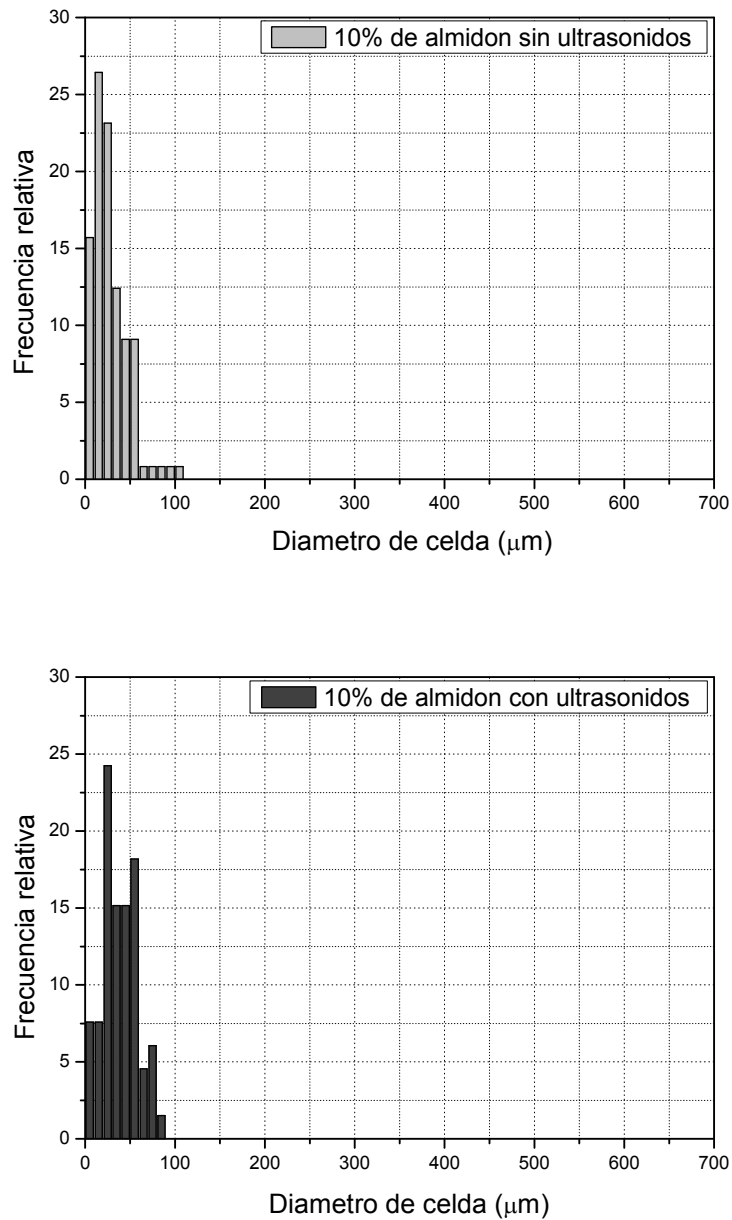 30
10% de almidon sin ultrasonidos
25
20
15
10
5
0
Frecuencia relativa
0 100 200 300 400 500 600 700
Diametro de celda (μm)
30
10% de almidon con ultrasonidos
25
20
15
10
5
0
Frecuencia relativa
0 100 200 300 400 500 600 700
Diametro de celda (μm)